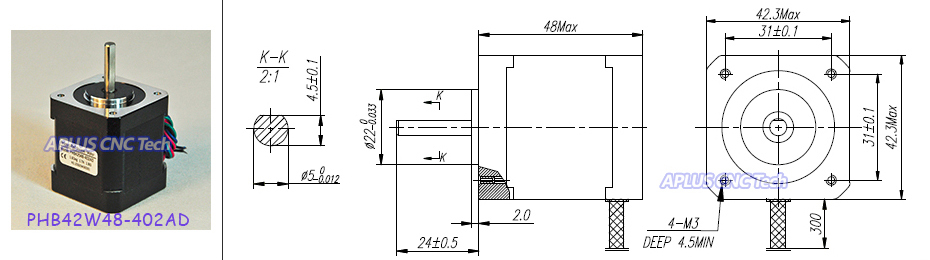 APLUS CNC Tech
PHB42W48-402AD
K-K
2:1
4.5±0.1
ø5-0 0.012
48Max
ø22-0 0.033
K
K
2.0
24±0.5
42.3Max
31±0.1
31±0.1
42.3Max
APLUS CNC Tech
4-M3
DEEP 4.5MIN
300